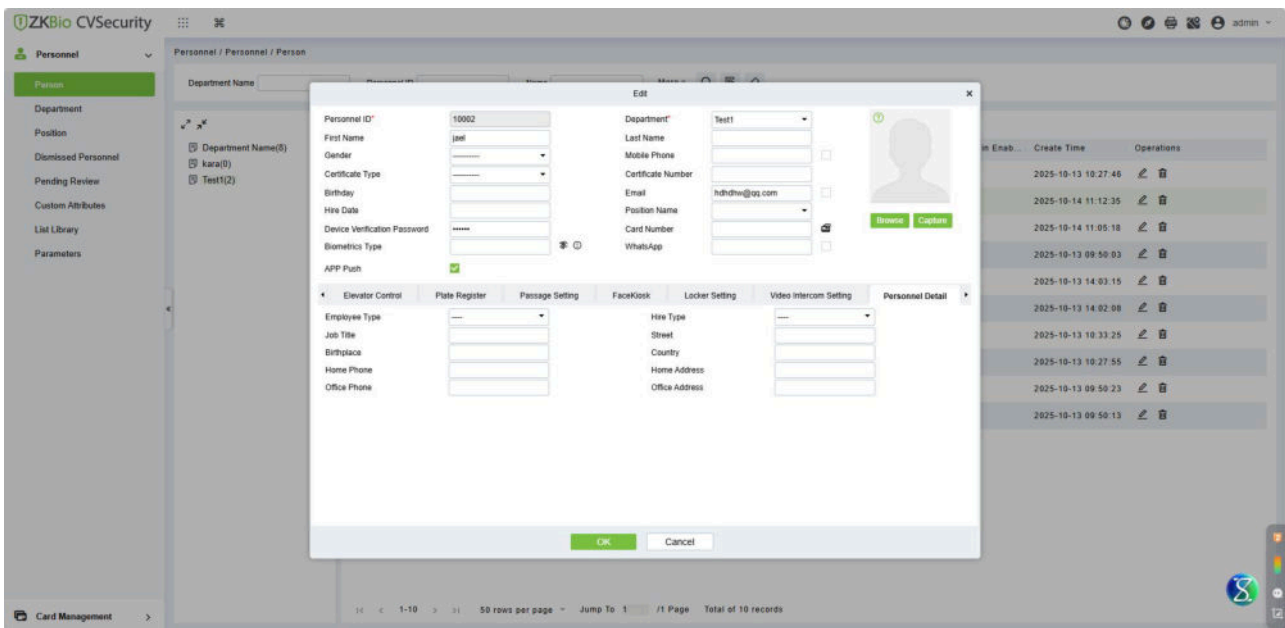 ZKBio CVSecurity
admin
Personnel
Personnel / Personnel / Person
Person
Department
Position
Dismissed Personnel
Pending Review
Custom Attributes
List Library
Parameters
Card Management
Department Name
Department Name(8)
kara(0)
Test1(2)
Edit
Personnel ID* 10002 Department* Test1
First Name jael Last Name
Gender ---------- Mobile Phone
Certificate Type ---------- Certificate Number
Birthday Email hdhdhw@qq.com
Hire Date Position Name
Device Verification Password Card Number
Biometrics Type WhatsApp
APP Push
Browse Capture
Elevator Control Plate Register Passage Setting FaceKiosk Locker Setting Video Intercom Setting Personnel Detail
Employee Type ---- Hire Type ----
Job Title Street
Birthplace Country
Home Phone Home Address
Office Phone Office Address
OK Cancel
in Enab... Create Time Operations
2025-10-13 10:27:46
2025-10-14 11:12:35
2025-10-14 11:05:18
2025-10-13 09:50:03
2025-10-13 14:03:15
2025-10-13 14:02:08
2025-10-13 10:33:25
2025-10-13 10:27:55
2025-10-13 09:50:23
2025-10-13 09:50:13
1-10 50 rows per page Jump To 1 /1 Page Total of 10 records